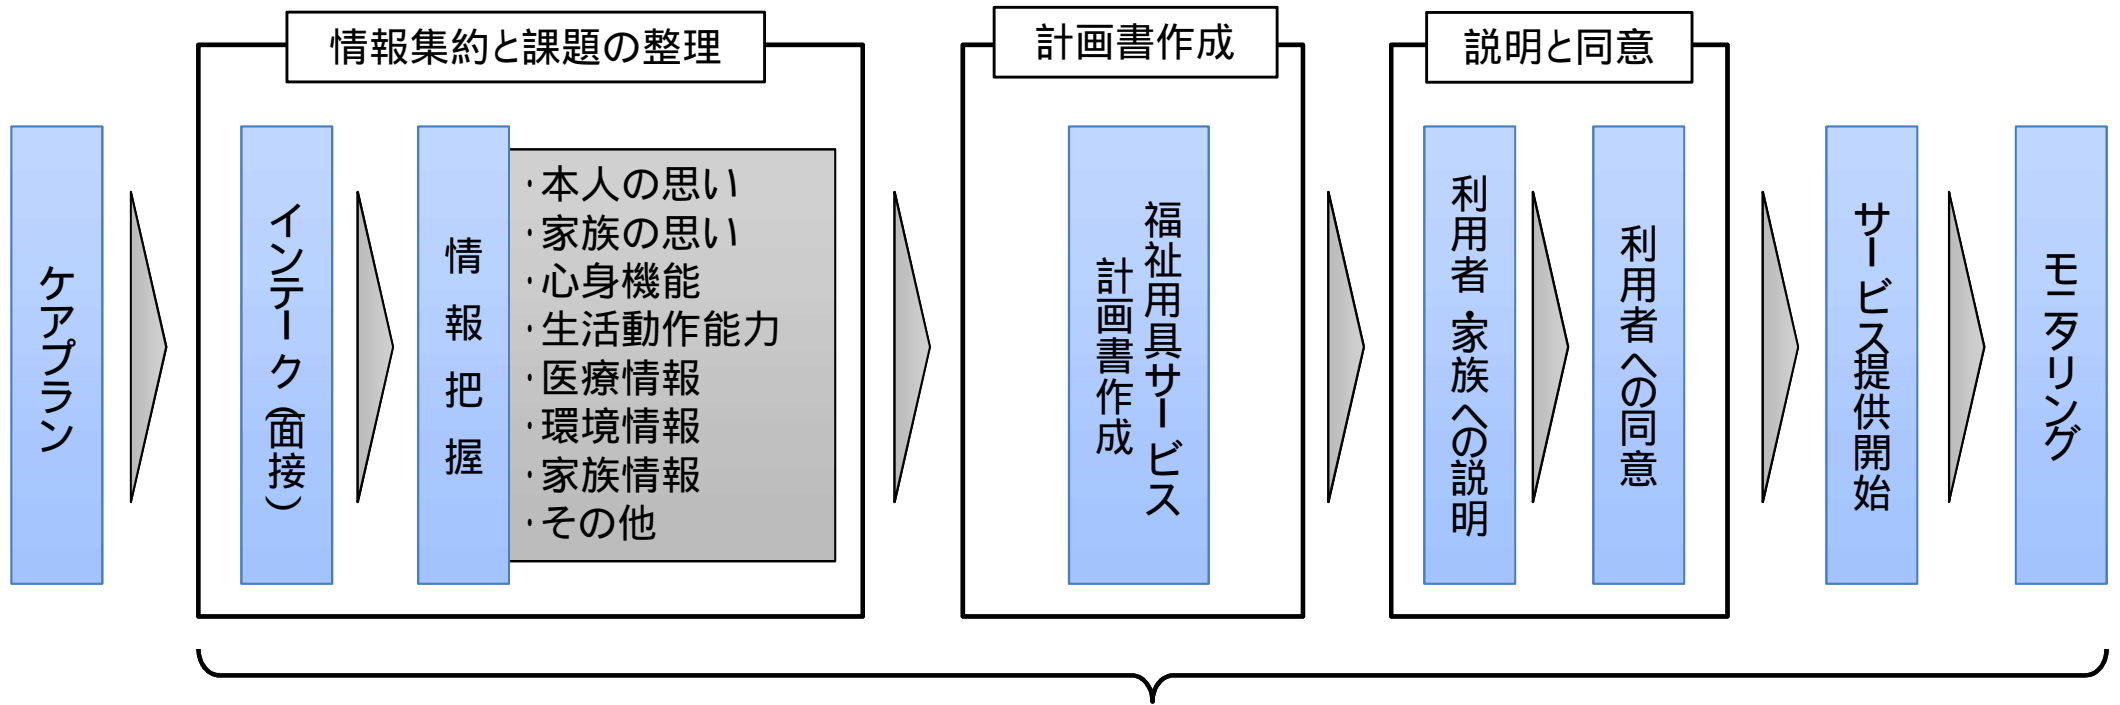 ケアプラン
情報集約と課題の整理
インテーク(面接)
情報把握
・本人の思い
・家族の思い
・心身機能
・生活動作能力
・医療情報
・環境情報
・家族情報
・その他
計画書作成
福祉用具サービス
計画書作成
説明と同意
利用者・家族への説明
利用者への同意
サービス提供開始
モニタリング